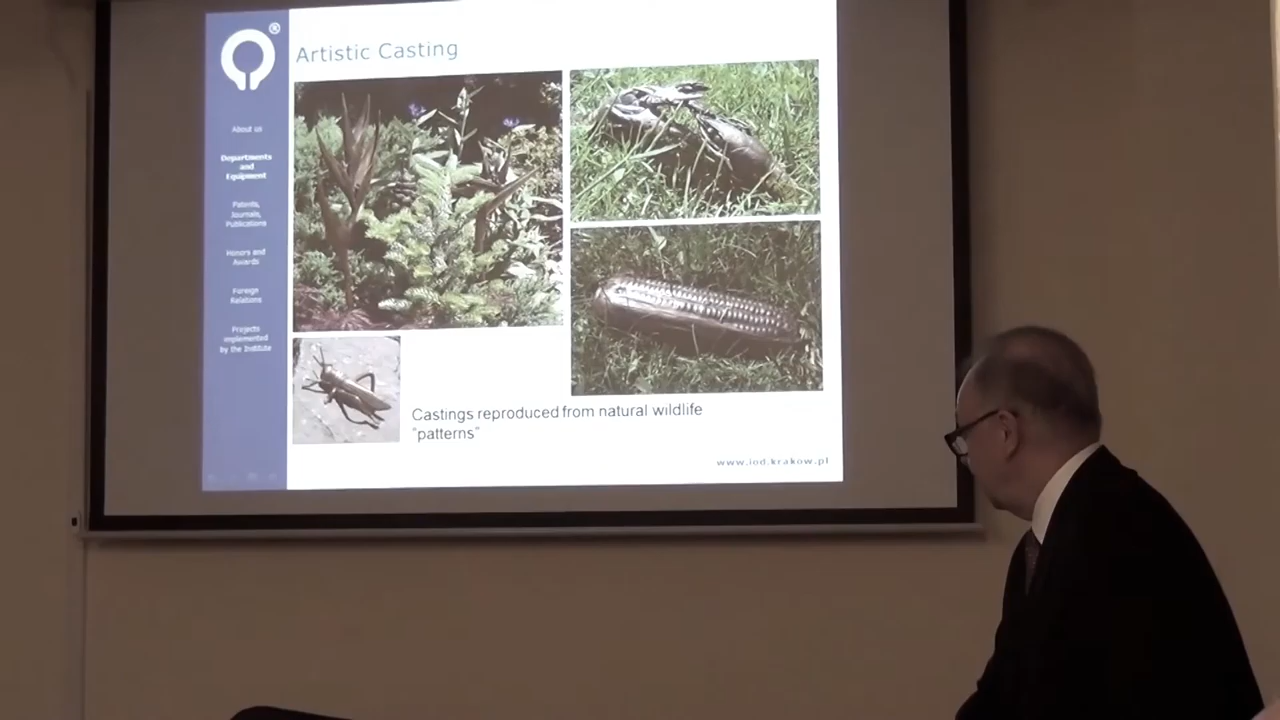 ®
Artistic Casting
About us
Departments
and
Equipment
Patents,
Journals,
Publications
Honors and
Awards
Foreign
Relations
Projects
implemented
by the Institute
Castings reproduced from natural wildlife
"patterns"
www.iod.krakow.pl